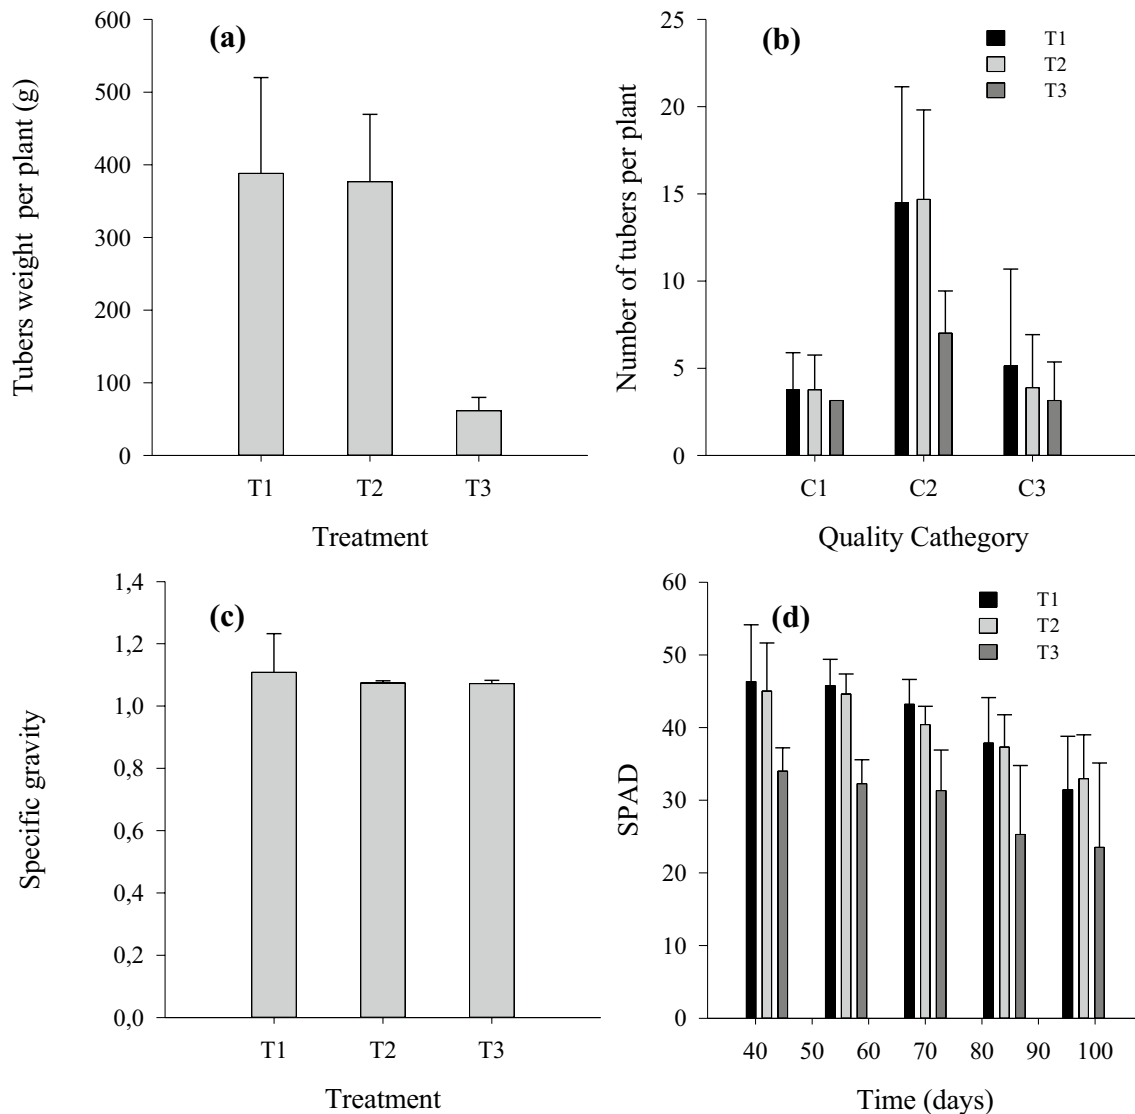 (a)
Tubers weight per plant (g)
600
500
400
300
200
100
0
T1 T2 T3
Treatment
(b)
T1
T2
T3
Number of tubers per plant
25
20
15
10
5
0
C1 C2 C3
Quality Cathegory
(c)
Specific gravity
1,4
1,2
1,0
0,8
0,6
0,4
0,2
0,0
T1 T2 T3
Treatment
(d)
T1
T2
T3
SPAD
60
50
40
30
20
10
0
40 50 60 70 80 90 100
Time (days)